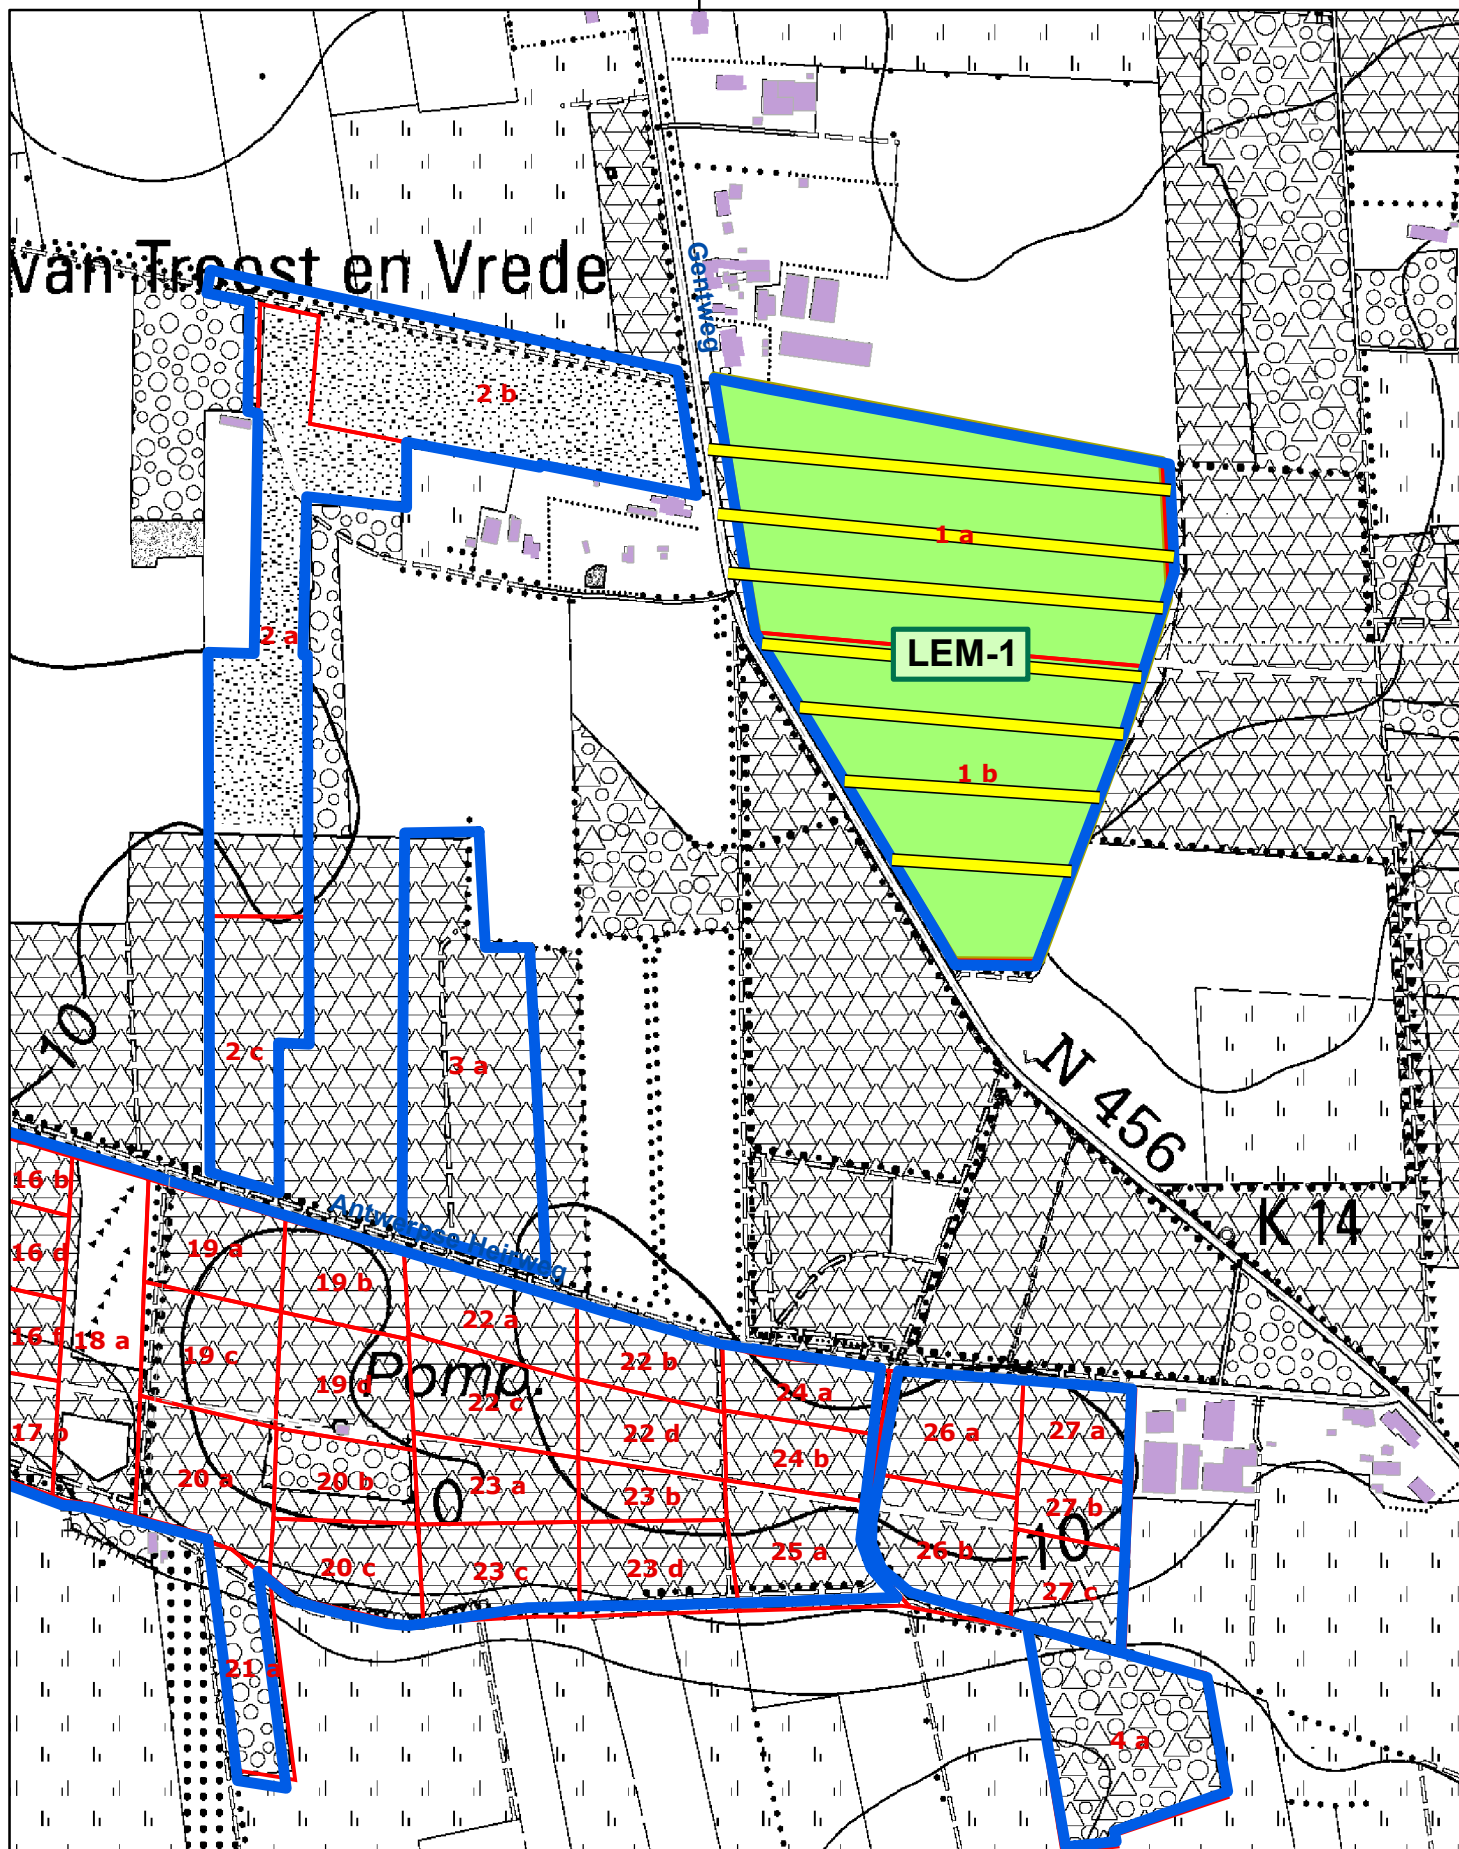 van Troost en Vrede
Gentweg
2 b
1 a
2 a
LEM-1
1 b
10
2 c
3 a
N 456
16 b
K 14
Antwerpse Heirweg
16 d
19 a
19 b
22 a
16 f
18 a
19 c
22 b
Pomp.
19 d
22 c
24 a
17 b
22 d
26 a
27 a
24 b
20 a
20 b
23 a
0
23 b
27 b
10
20 c
23 c
23 d
25 a
26 b
27 c
21 a
4 a